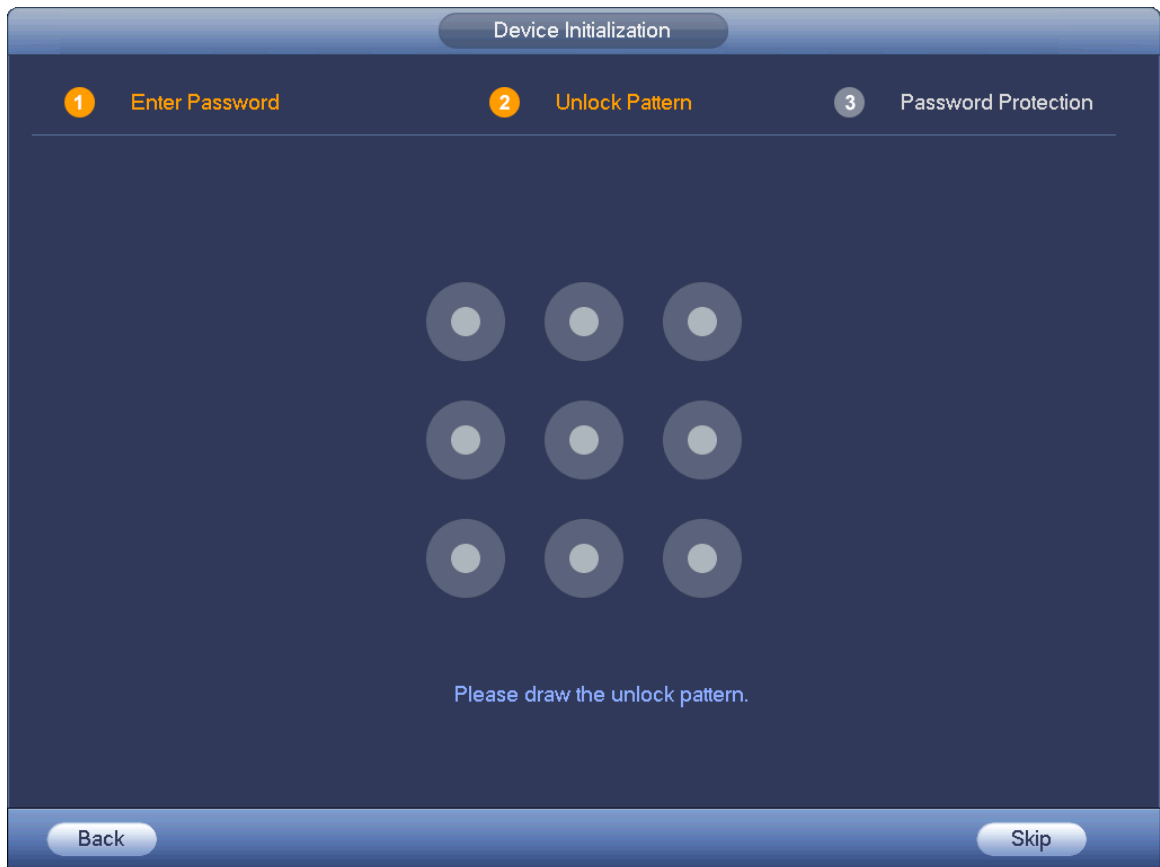 Device Initialization
1 Enter Password 2 Unlock Pattern 3 Password Protection
Please draw the unlock pattern.
Back Skip